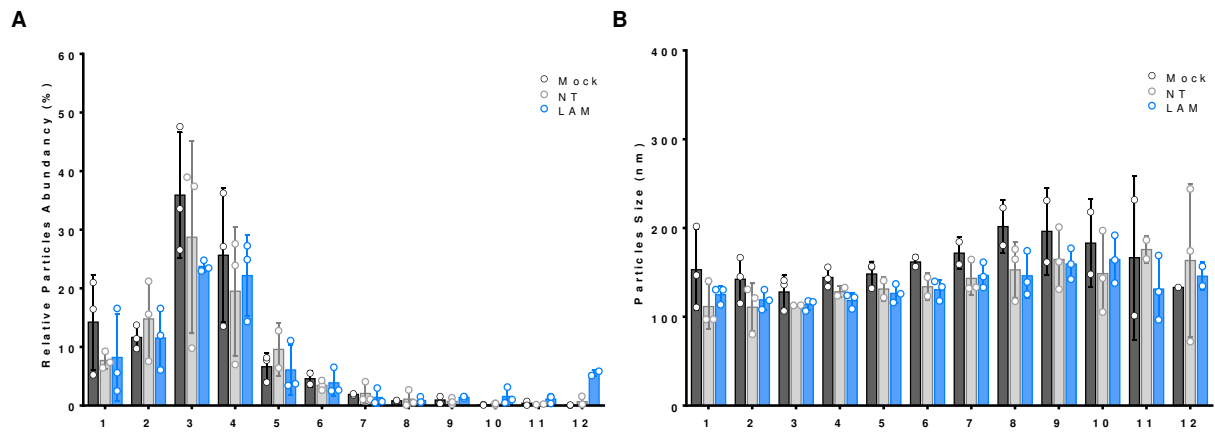 A
Relative Particles Abundancy (%)
60
50
40
30
20
10
0
1 2 3 4 5 6 7 8 9 10 11 12
Mock
NT
LAM
B
Particles Size (nm)
400
300
200
100
0
1 2 3 4 5 6 7 8 9 10 11 12
Mock
NT
LAM